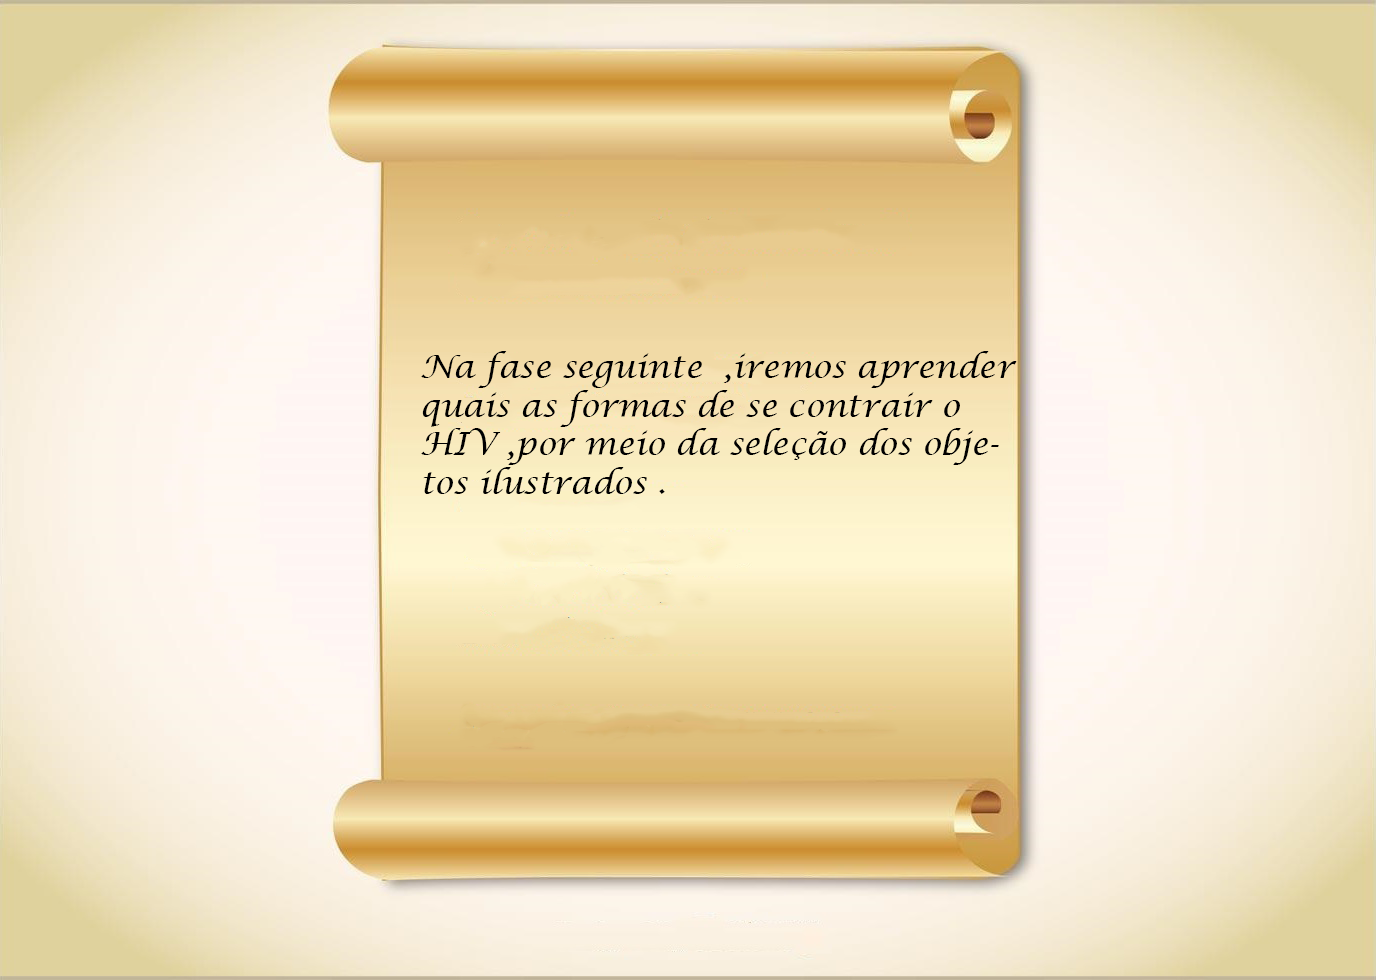 Na fase seguinte ,iremos aprender
quais as formas de se contrair o
HIV ,por meio da seleção dos obje-
tos ilustrados .